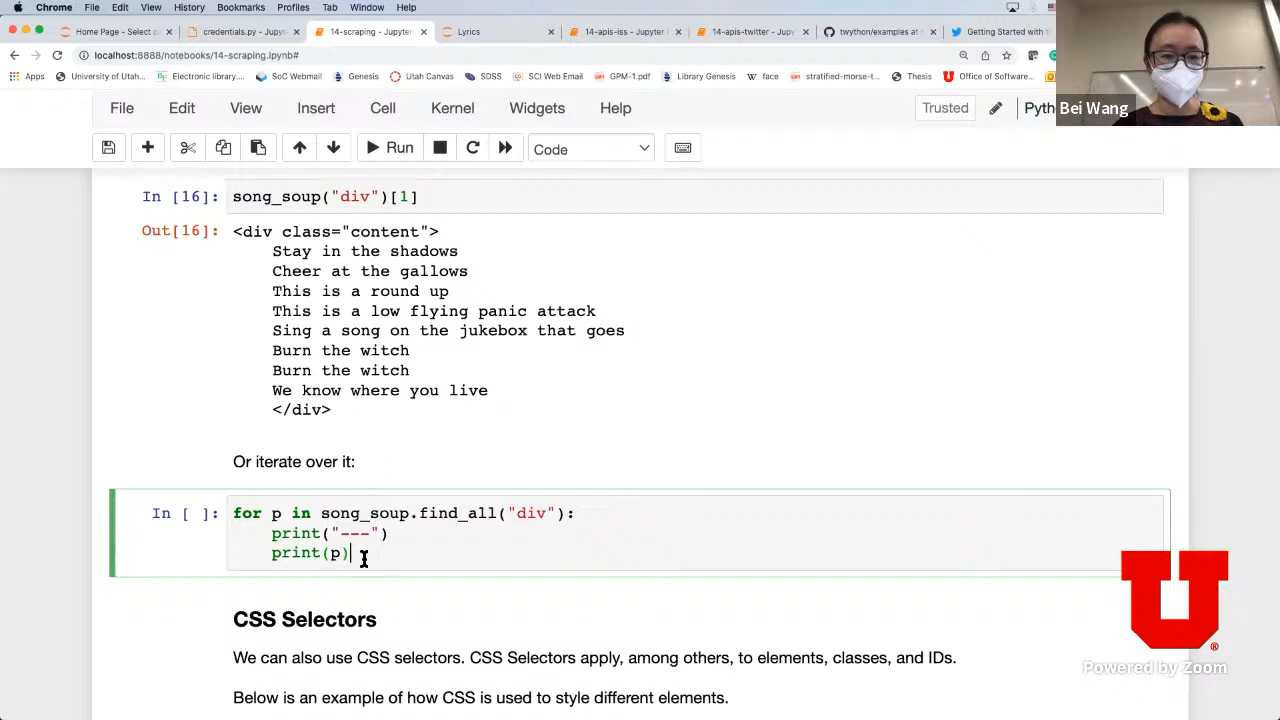 Chrome File Edit View History Bookmarks Profiles Tab Window Help
Home Page - Select credentials.py - Jupyter 14-scraping - Jupyter Lyrics 14-apis-iss - Jupyter 14-apis-twitter - Jupyter twython/examples at Getting Started with
localhost:8888/notebooks/14-scraping.ipynb#
Apps University of Utah... Electronic library... SoC Webmail Genesis Utah Canvas SDSS SCI Web Email GPM-1.pdf Library Genesis face stratified-morse-t... Thesis Office of Software...
File Edit View Insert Cell Kernel Widgets Help Trusted
Bei Wang
Run Code
In [16]: song_soup("div")[1]
Out[16]: <div class="content">
Stay in the shadows
Cheer at the gallows
This is a round up
This is a low flying panic attack
Sing a song on the jukebox that goes
Burn the witch
Burn the witch
We know where you live
</div>
Or iterate over it:
In [ ]: for p in song_soup.find_all("div"):
print("---")
print(p)
CSS Selectors
We can also use CSS selectors. CSS Selectors apply, among others, to elements, classes, and IDs.
Below is an example of how CSS is used to style different elements.
U
Powered by Zoom